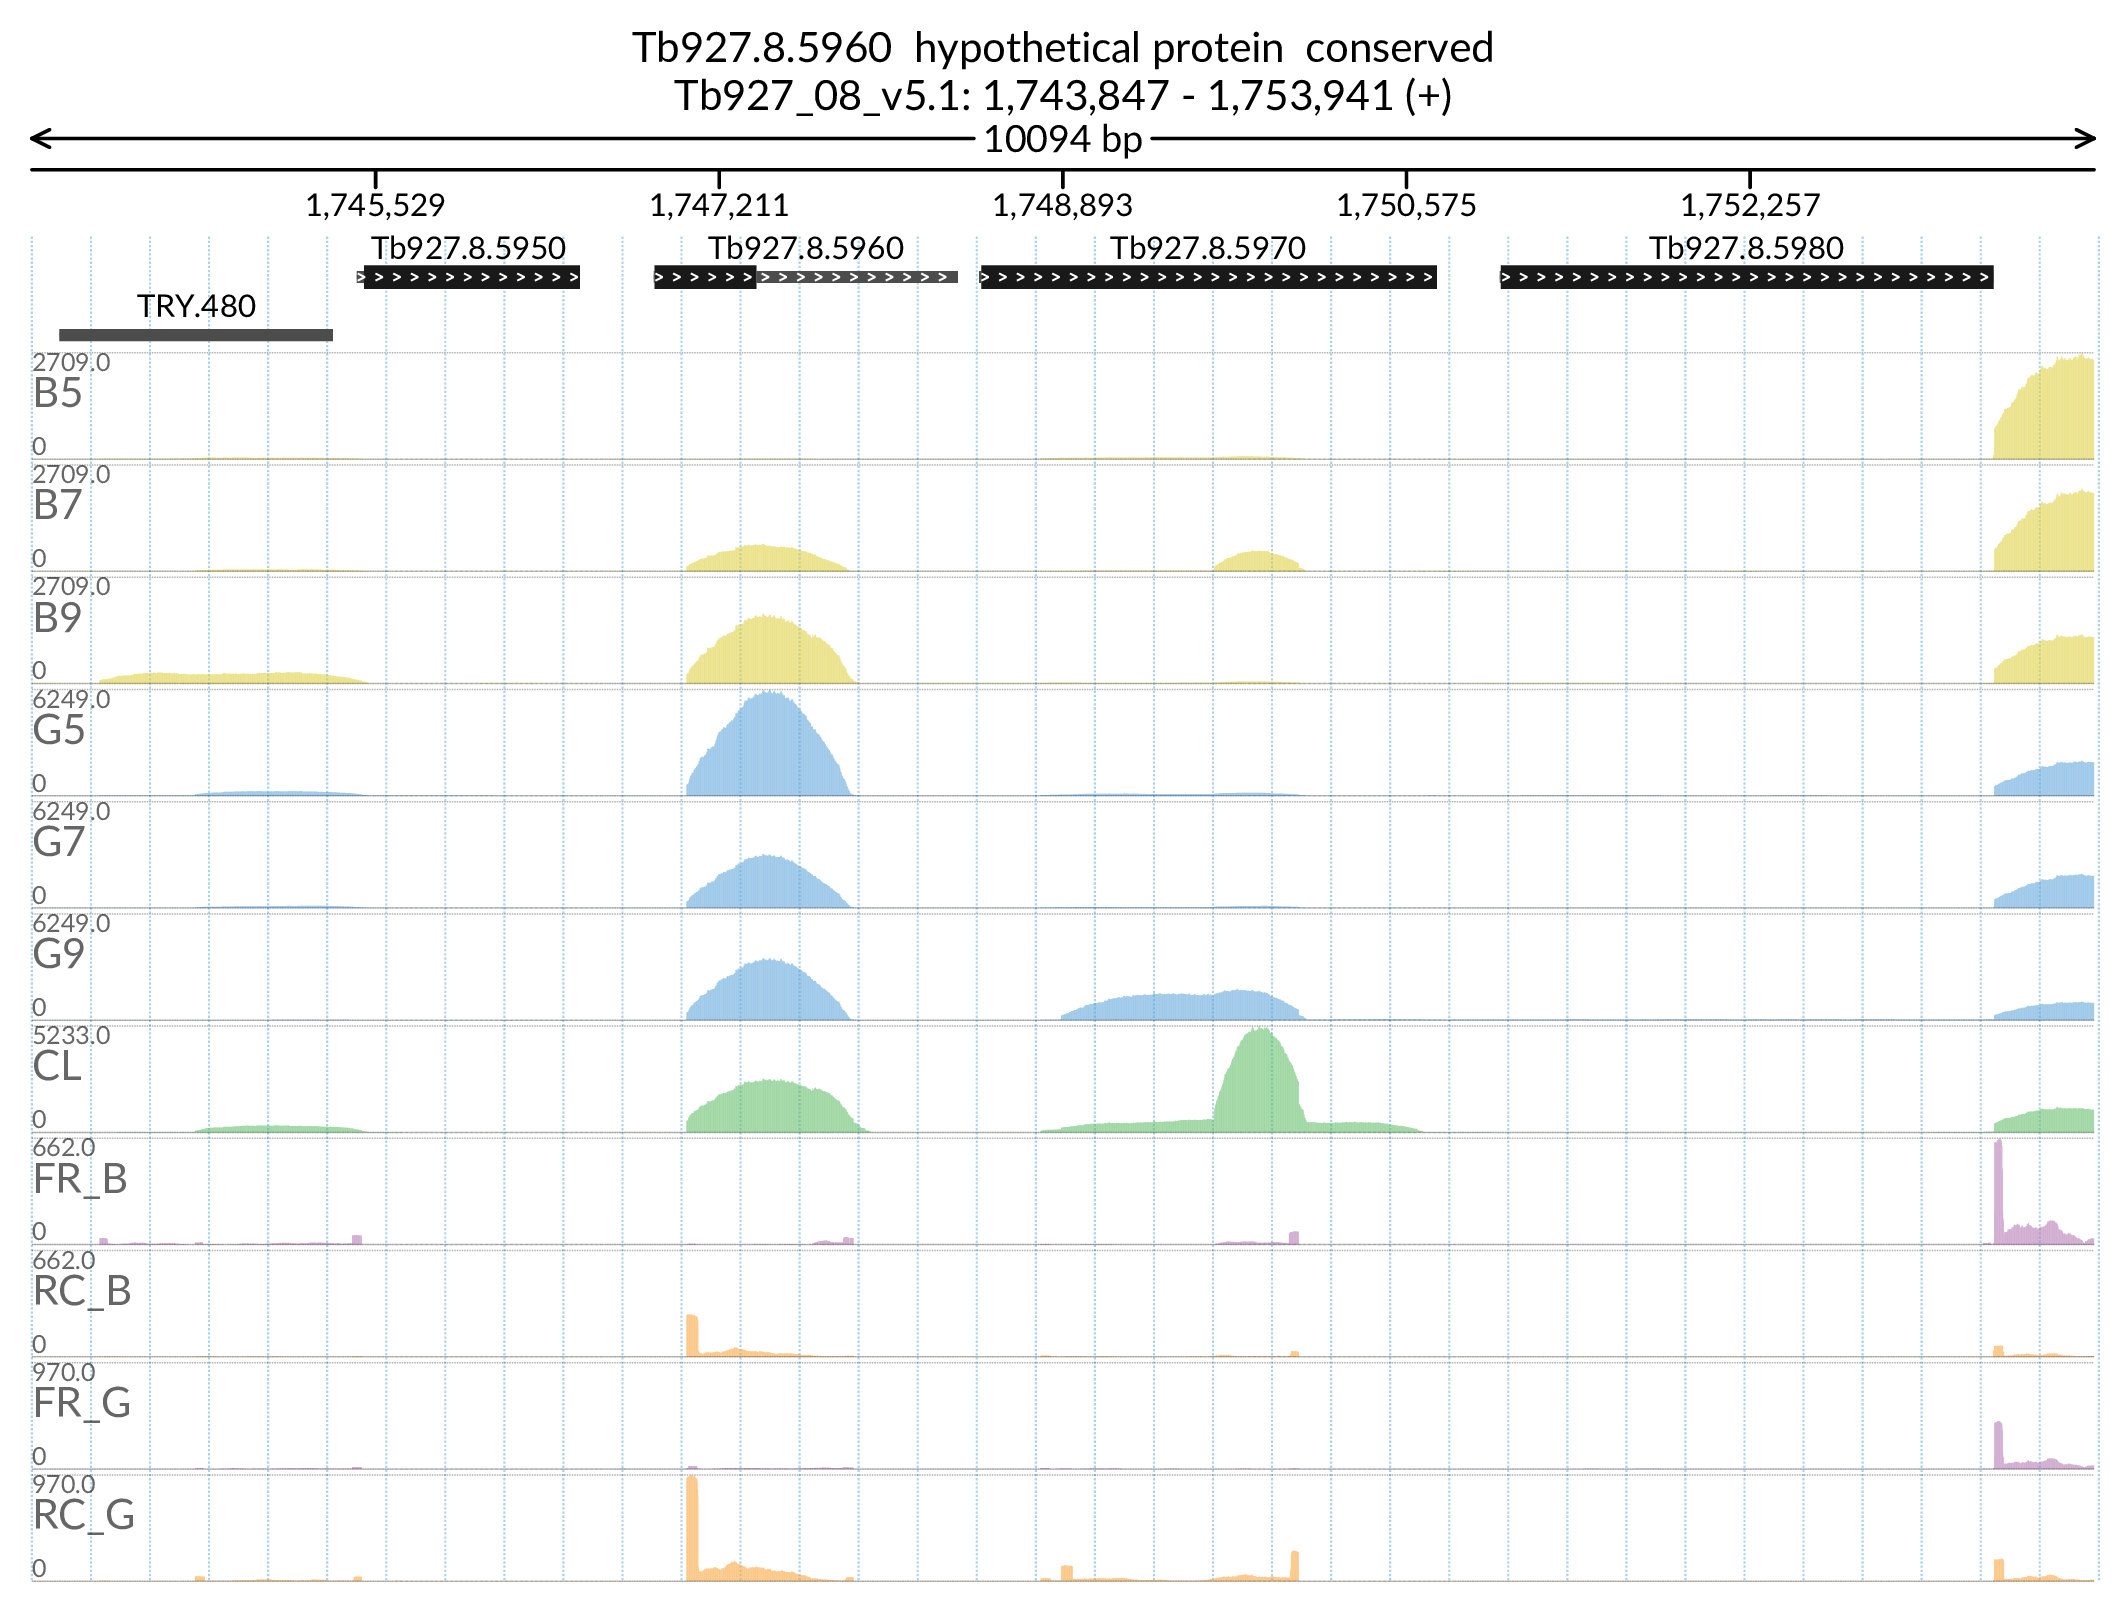 Tb927.8.5960  hypothetical protein  conserved
Tb927_08_v5.1: 1,743,847 - 1,753,941 (+)
10094 bp
1,745,529 1,747,211 1,748,893 1,750,575 1,752,257
Tb927.8.5950 Tb927.8.5960 Tb927.8.5970 Tb927.8.5980
TRY.480
2709.0
B5
0
2709.0
B7
0
2709.0
B9
0
6249.0
G5
0
6249.0
G7
0
6249.0
G9
0
5233.0
CL
0
662.0
FR_B
0
662.0
RC_B
0
970.0
FR_G
0
970.0
RC_G
0